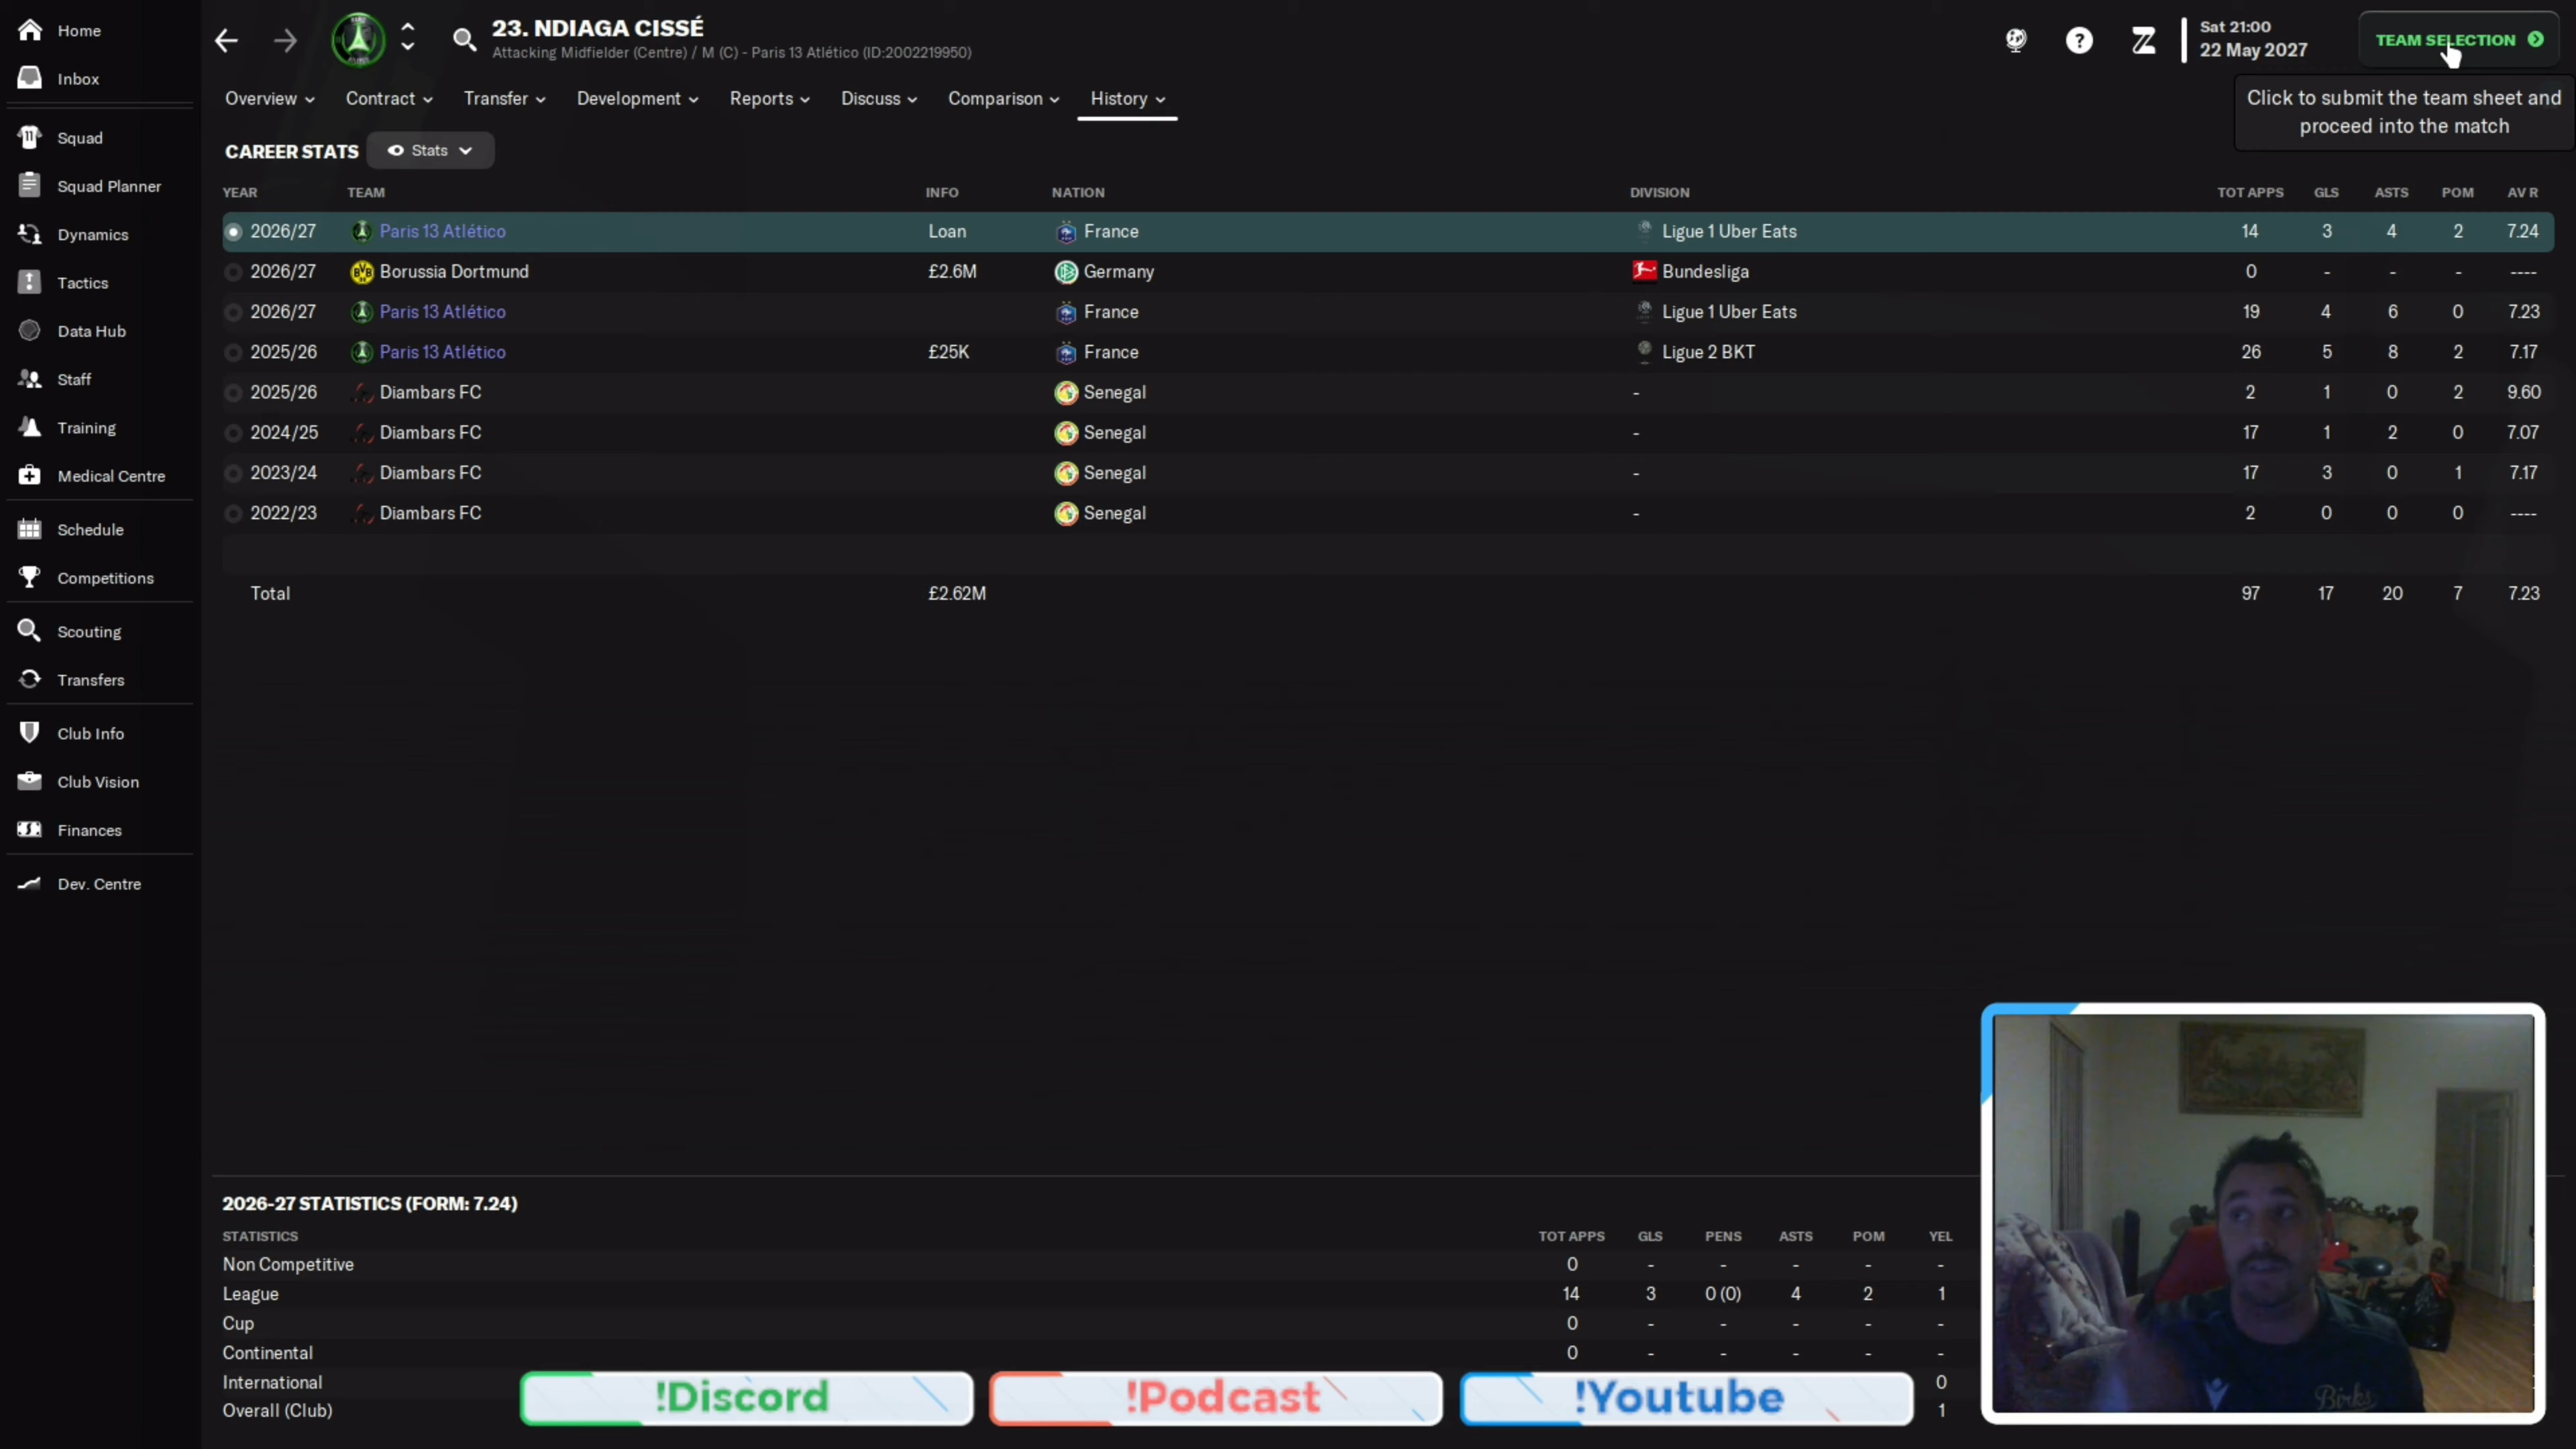 Home
Inbox
Squad
Squad Planner
Dynamics
Tactics
Data Hub
Staff
Training
Medical Centre
Schedule
Competitions
Scouting
Transfers
Club Info
Club Vision
Finances
Dev. Centre
23. NDIAGA CISSÉ
Attacking Midfielder (Centre) / M (C) - Paris 13 Atlético (ID:2002219950)
Sat 21:00
22 May 2027
TEAM SELECTION
Click to submit the team sheet and
proceed into the match
Overview Contract Transfer Development Reports Discuss Comparison History
CAREER STATS Stats
YEAR TEAM INFO NATION DIVISION TOT APPS GLS ASTS POM AV R
2026/27 Paris 13 Atlético Loan France Ligue 1 Uber Eats 14 3 4 2 7.24
2026/27 Borussia Dortmund £2.6M Germany Bundesliga 0 - - - ----
2026/27 Paris 13 Atlético France Ligue 1 Uber Eats 19 4 6 0 7.23
2025/26 Paris 13 Atlético £25K France Ligue 2 BKT 26 5 8 2 7.17
2025/26 Diambars FC Senegal - 2 1 0 2 9.60
2024/25 Diambars FC Senegal - 17 1 2 0 7.07
2023/24 Diambars FC Senegal - 17 3 0 1 7.17
2022/23 Diambars FC Senegal - 2 0 0 0 ----
Total £2.62M 97 17 20 7 7.23
2026-27 STATISTICS (FORM: 7.24)
STATISTICS TOT APPS GLS PENS ASTS POM YEL
Non Competitive 0 - - - - -
League 14 3 0 (0) 4 2 1
Cup 0 - - - - -
Continental 0 - - - - -
International 0
Overall (Club) 1
!Discord !Podcast !Youtube
Birks